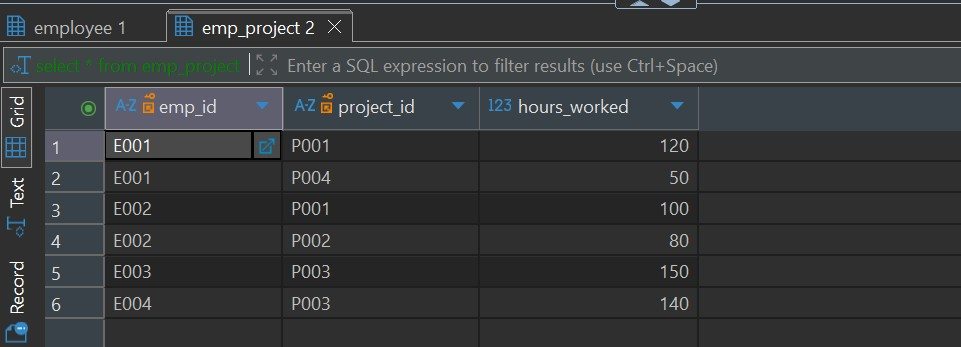 employee 1 emp_project 2
select * from emp_project Enter a SQL expression to filter results (use Ctrl+Space)
Grid
Text
Record
A-Z emp_id A-Z project_id 123 hours_worked
1 E001 P001 120
2 E001 P004 50
3 E002 P001 100
4 E002 P002 80
5 E003 P003 150
6 E004 P003 140